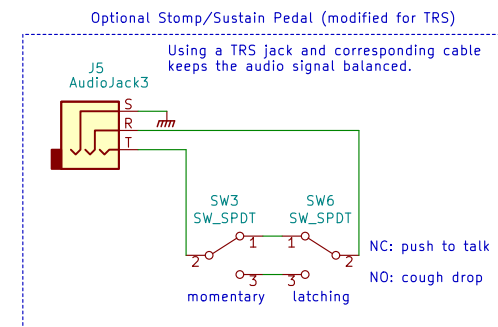 Optional Stomp/Sustain Pedal (modified for TRS)
Using a TRS jack and corresponding cable
keeps the audio signal balanced.
J5
AudioJack3
S
R
T
SW3
SW_SPDT
SW6
SW_SPDT
1
1
2
2
3
3
NC: push to talk
NO: cough drop
momentary
latching